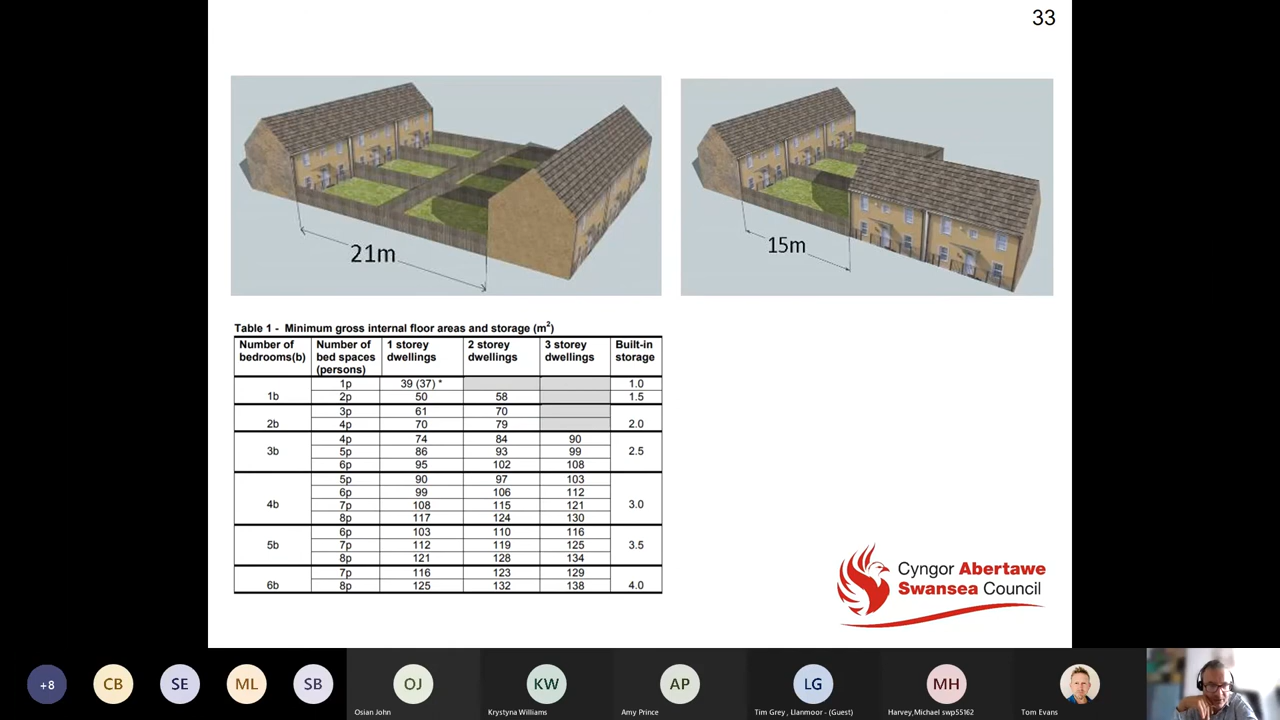 33
21m
15m
Table 1 - Minimum gross internal floor areas and storage (m2)
Number of bedrooms(b) Number of bed spaces (persons) 1 storey dwellings 2 storey dwellings 3 storey dwellings Built-in storage
1b 1p 39 (37) * 1.0
2p 50 58 1.5
2b 3p 61 70 2.0
4p 70 79
3b 4p 74 84 90 2.5
5p 86 93 99
6p 95 102 108
4b 5p 90 97 103 3.0
6p 99 106 112
7p 108 115 121
8p 117 124 130
5b 6p 103 110 116 3.5
7p 112 119 125
8p 121 128 134
6b 7p 116 123 129 4.0
8p 125 132 138
Cyngor Abertawe
Swansea Council
+8 CB SE ML SB OJ KW AP LG MH
Osian John Krystyna Williams Amy Prince Tim Grey , Llanmoor - (Guest) Harvey,Michael swp55162 Tom Evans